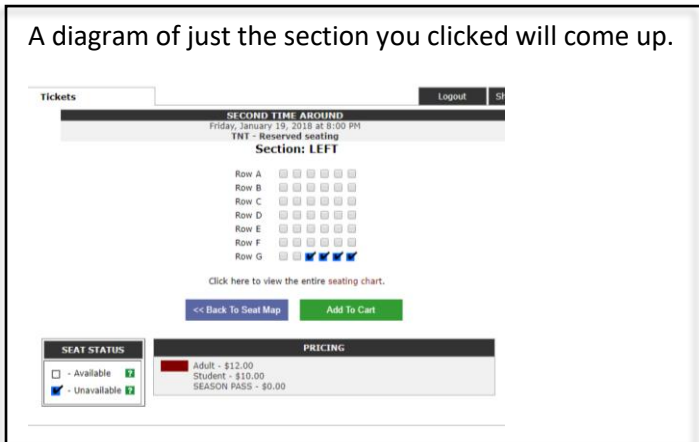 A diagram of just the section you clicked will come up.
Tickets
Logout
SECOND TIME AROUND
Friday, January 19, 2018 at 8:00 PM
TNT - Reserved seating
Section: LEFT
Row A
Row B
Row C
Row D
Row E
Row F
Row G
Click here to view the entire seating chart.
<< Back To Seat Map
Add To Cart
SEAT STATUS
- Available ?
- Unavailable ?
PRICING
Adult - $12.00
Student - $10.00
SEASON PASS - $0.00